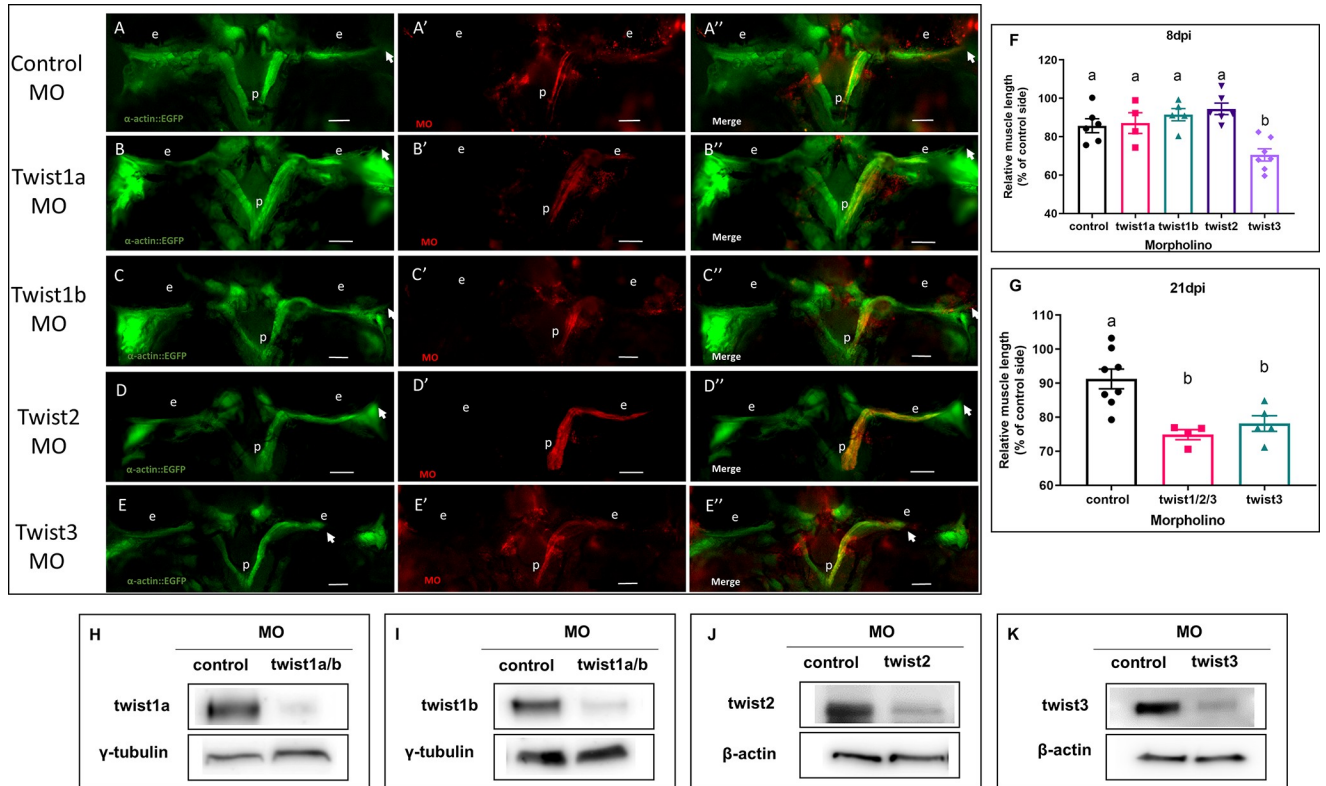 Control
MO
A
e
e
p
α-actin::EGFP
A′
e
e
p
MO
A′′
e
e
p
Merge
Twist1a
MO
B
e
e
p
α-actin::EGFP
B′
e
e
p
MO
B′′
e
e
p
Merge
Twist1b
MO
C
e
e
p
α-actin::EGFP
C′
e
e
p
MO
C′′
e
e
p
Merge
Twist2
MO
D
e
e
p
α-actin::EGFP
D′
e
e
p
MO
D′′
e
e
p
Merge
Twist3
MO
E
e
e
p
α-actin::EGFP
E′
e
e
p
MO
E′′
e
e
p
Merge
F
8dpi
Relative muscle length
(% of control side)
120
100
80
60
40
a
a
a
a
b
control twist1a twist1b twist2 twist3
Morpholino
G
21dpi
Relative muscle length
(% of control side)
110
100
90
80
70
60
a
b
b
control twist1/2/3 twist3
Morpholino
H
MO
control twist1a/b
twist1a
γ-tubulin
I
MO
control twist1a/b
twist1b
γ-tubulin
J
MO
control twist2
twist2
β-actin
K
MO
control twist3
twist3
β-actin